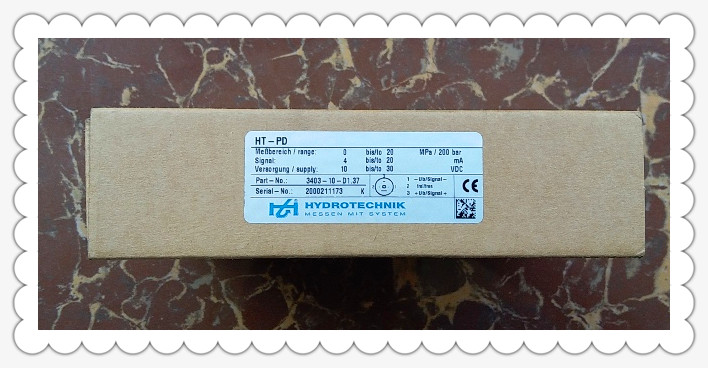 HT – PD
Meßbereich / range: 0 bis/to 20 MPa / 200 bar
Signal: 4 bis/to 20 mA
Versorgung / supply: 10 bis/to 30 VDC
Part – No.: 3403 – 10 – D1.37
Serial – No.: 2000211173 K
1 – Ub/Signal –
2 frei/free
3 + Ub/Signal +
CE
HYDROTECHNIK
MESSEN MIT SYSTEM